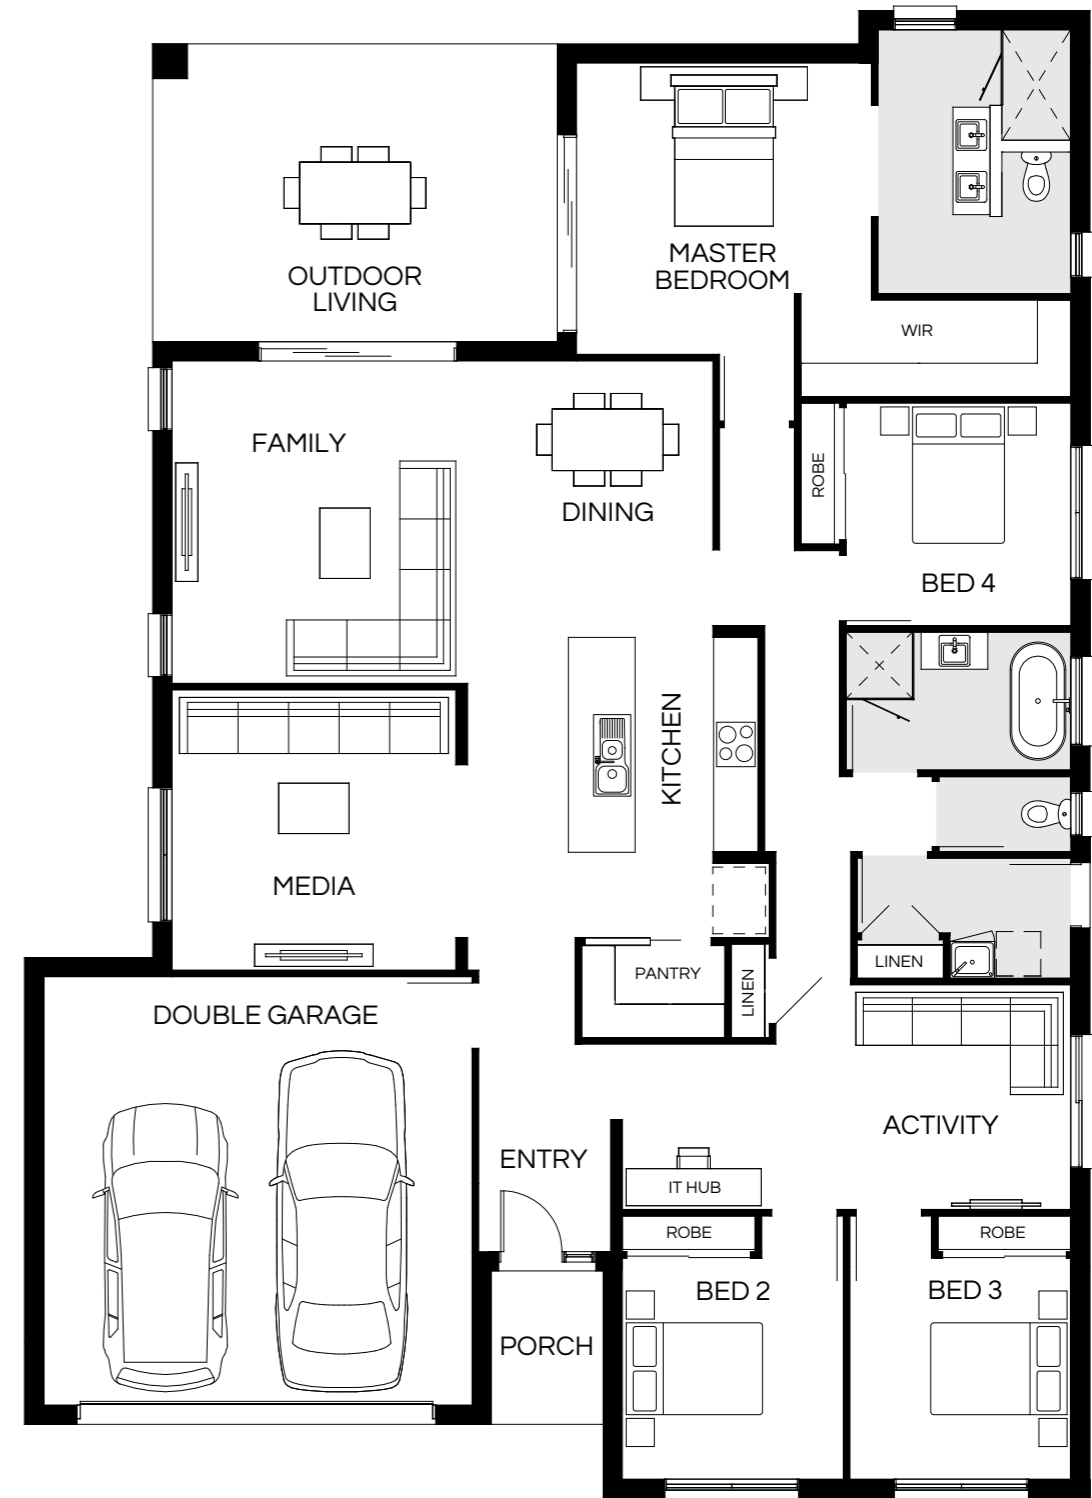 MASTER
BEDROOM
OUTDOOR
LIVING
WIR
FAMILY
ROBE
DINING
BED 4
KITCHEN
MEDIA
LINEN
PANTRY
LINEN
DOUBLE GARAGE
ACTIVITY
ENTRY
IT HUB
ROBE
ROBE
BED 2
BED 3
PORCH